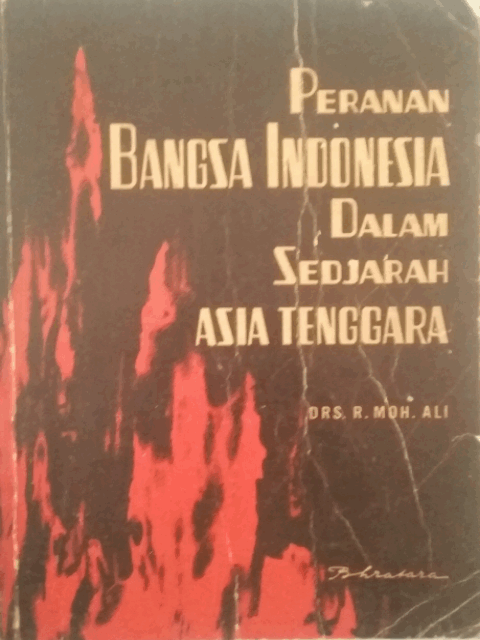 PERANAN
BANGSA INDONESIA
DALAM
SEDJARAH
ASIA TENGGARA
DRS. R. MOH. ALI
Bhratara